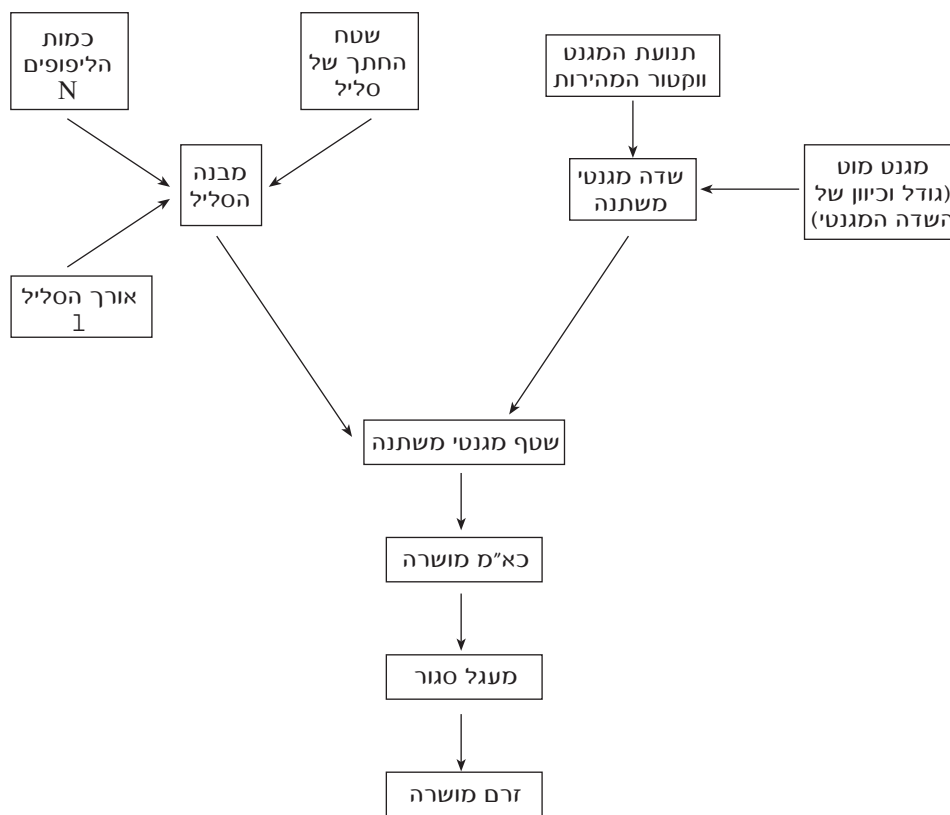 כמות
הליפופים
N
שטח
החתך של
סליל
תנועת המגנט
ווקטור המהירות
מבנה
הסליל
שדה מגנטי
משתנה
מגנט מוט
(גודל וכיוון של
השדה המגנטי)
אורך הסליל
l
שטף מגנטי משתנה
כא״מ מושרה
מעגל סגור
זרם מושרה